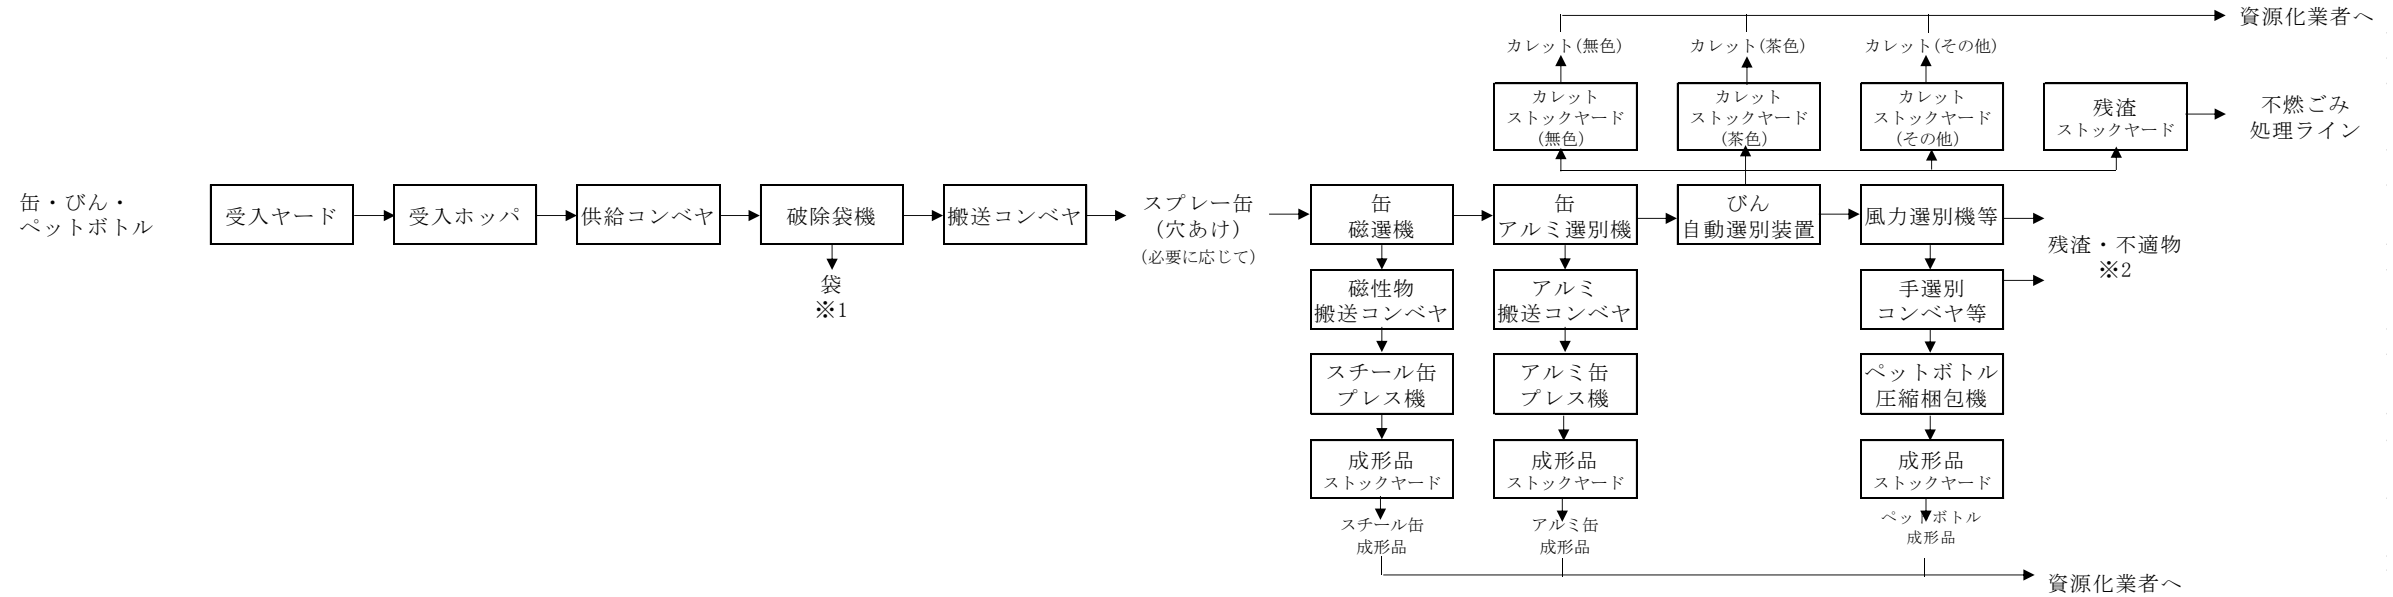 資源化業者へ
カレット(無色)
カレット(茶色)
カレット(その他)
カレット
ストックヤード
(無色)
カレット
ストックヤード
(茶色)
カレット
ストックヤード
(その他)
残渣
ストックヤード
不燃ごみ
処理ライン
缶・びん・
ペットボトル
受入ヤード
受入ホッパ
供給コンベヤ
破除袋機
搬送コンベヤ
スプレー缶
(穴あけ)
(必要に応じて)
缶
磁選機
缶
アルミ選別機
びん
自動選別装置
風力選別機等
残渣・不適物
※2
袋
※1
磁性物
搬送コンベヤ
アルミ
搬送コンベヤ
手選別
コンベヤ等
スチール缶
プレス機
アルミ缶
プレス機
ペットボトル
圧縮梱包機
成形品
ストックヤード
成形品
ストックヤード
成形品
ストックヤード
スチール缶
成形品
アルミ缶
成形品
ペットボトル
成形品
資源化業者へ